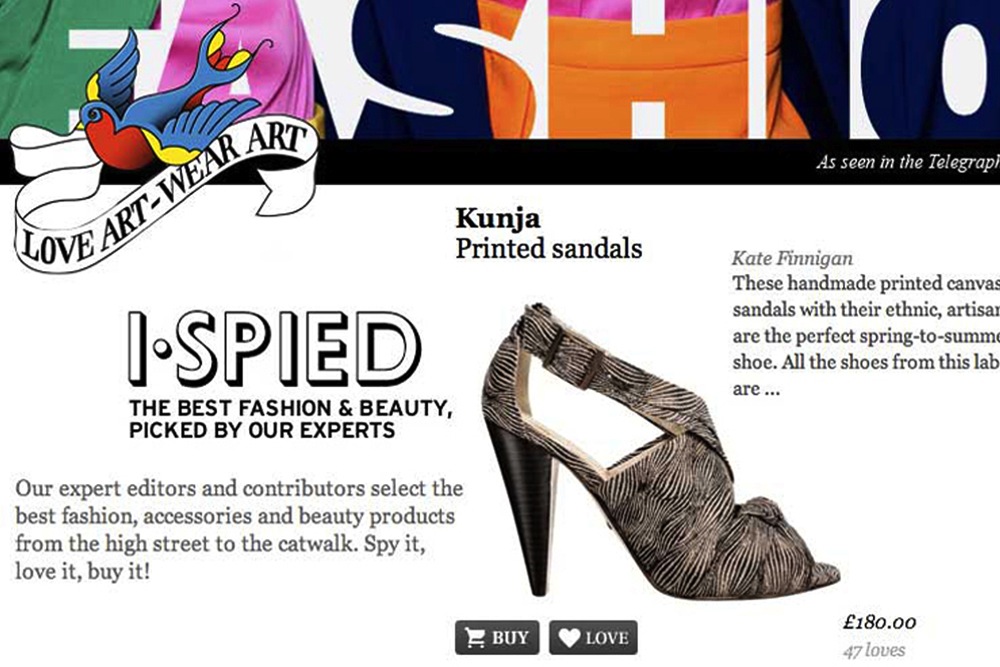 FASHIO
LOVE ART-WEAR ART
As seen in the Telegraph
Kunja
Printed sandals
Kate Finnigan
These handmade printed canvas
sandals with their ethnic, artisan
are the perfect spring-to-summe
shoe. All the shoes from this lab
are ...
I·SPIED
THE BEST FASHION & BEAUTY,
PICKED BY OUR EXPERTS
Our expert editors and contributors select the
best fashion, accessories and beauty products
from the high street to the catwalk. Spy it,
love it, buy it!
BUY
LOVE
£180.00
47 loves